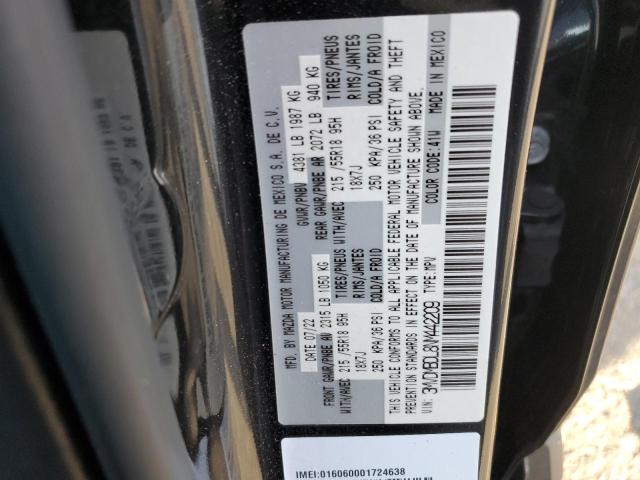 MFD. BY MAZDA MOTOR MANUFACTURING DE MEXICO S.A. DE C.V.
DATE 07/22 GVWR/PNBV 4381 LB 1987 KG
FRONT GAWR/PNBE AV 2315 LB 1050 KG REAR GAWR/PNBE AR 2072 LB 940 KG
215 /55R18 95H TIRES/PNEUS WITH/AVEC 215 /55R18 95H TIRES/PNEUS
WITH/AVEC 18X7J RIMS/JANTES 18X7J RIMS/JANTES
250 KPA/36 PSI COLD/A FROID 250 KPA/36 PSI COLD/A FROID
CONFORMS TO ALL APPLICABLE FEDERAL MOTOR VEHICLE SAFETY AND THEFT
PREVENTION STANDARDS IN EFFECT ON THE DATE OF MANUFACTURE SHOWN ABOVE.
VIN: TYPE: MPV COLOR CODE: 41W MADE IN MEXICO
IMEI:016060001724638